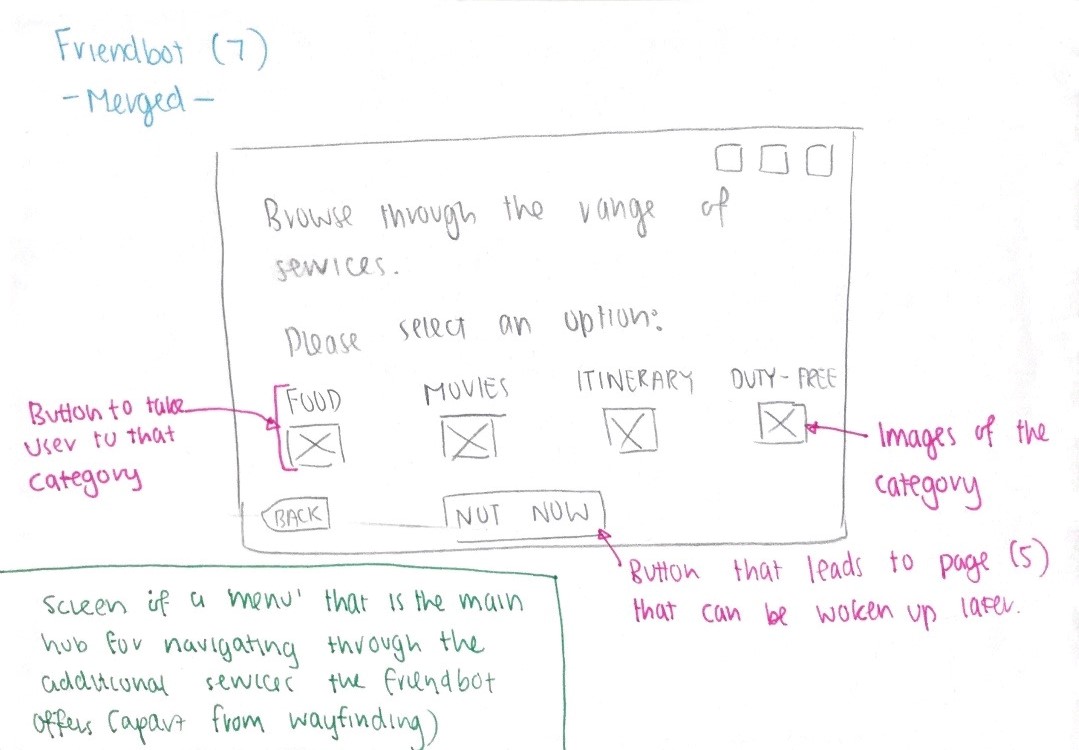 Friendbot (7)
- Merged -
Browse through the range of
services.
Please select an option:
FOOD
MOVIES
ITINERARY
DUTY-FREE
BACK
NOT NOW
Button to take
user to that
category
Images of the
category
Button that leads to page (5)
that can be woken up later.
Screen of a 'menu' that is the main
hub for navigating through the
additional services the friendbot
offers (apart from wayfinding)